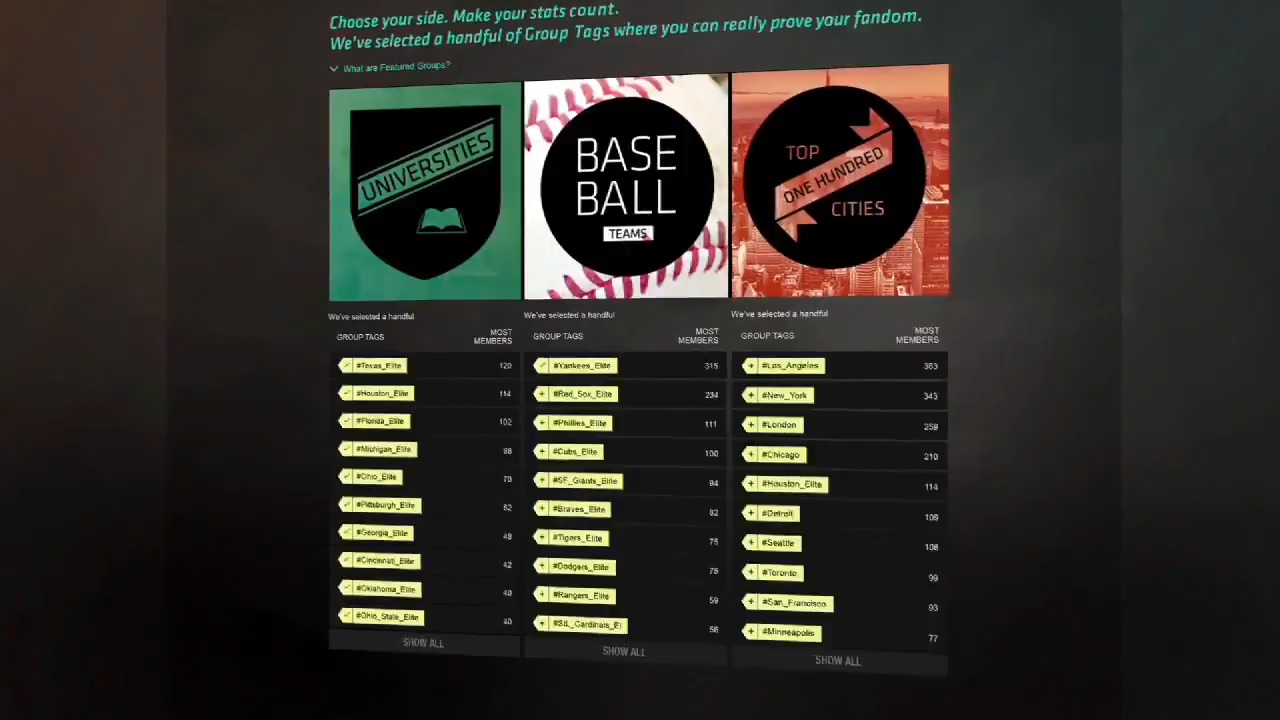 Choose your side. Make your stats count.
We've selected a handful of Group Tags where you can really prove your fandom.
What are Featured Groups?
UNIVERSITIES
BASE
BALL
TEAMS
TOP
ONE HUNDRED
CITIES
We've selected a handful
GROUP TAGS MOST MEMBERS
#Texas_Elite 120
#Houston_Elite 114
#Florida_Elite 102
#Michigan_Elite
#Ohio_Elite
#Pittsburgh_Elite
#Georgia_Elite
#Cincinnati_Elite 42
#Oklahoma_Elite 40
#Ohio_State_Elite 40
SHOW ALL
We've selected a handful
GROUP TAGS MOST MEMBERS
#Yankees_Elite 315
#Red_Sox_Elite 234
#Phillies_Elite 111
#Cubs_Elite 100
#SF_Giants_Elite 94
#Braves_Elite 82
#Tigers_Elite 75
#Dodgers_Elite
#Rangers_Elite 59
#StL_Cardinals_El
SHOW ALL
We've selected a handful
GROUP TAGS MOST MEMBERS
#Los_Angeles 383
#New_York 343
#London 259
#Chicago 210
#Houston_Elite 114
#Detroit
#Seattle
#Toronto 99
#San_Francisco 93
#Minneapolis 77
SHOW ALL